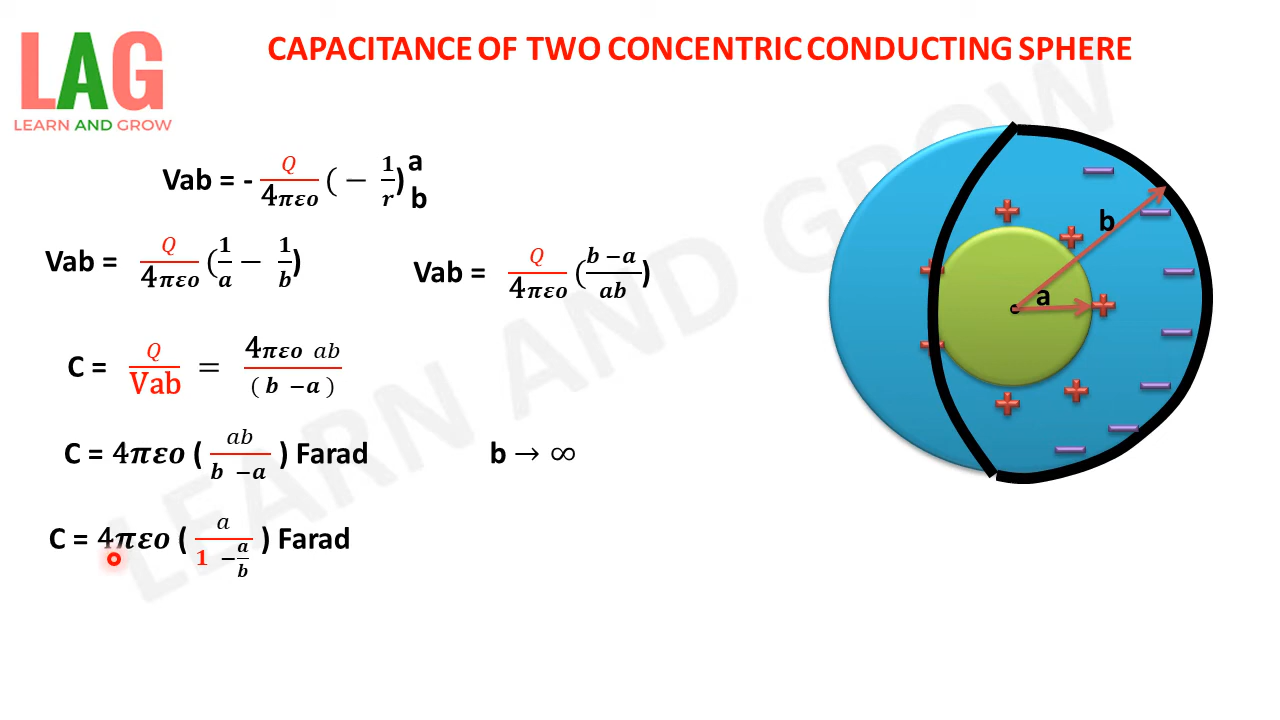 LAG
LEARN AND GROW
CAPACITANCE OF TWO CONCENTRIC CONDUCTING SPHERE
Vab = - Q/4πεo (− 1/r) a b
Vab = Q/4πεo (1/a − 1/b)
Vab = Q/4πεo (b −a/ab)
C = Q/Vab = 4πεo ab/( b −a )
C = 4πεo ( ab/b −a ) Farad
b → ∞
C = 4πεo ( a/1 −a/b ) Farad
b
a
+ + + + + + + +
− − − − − − − −
LEARN AND GROW